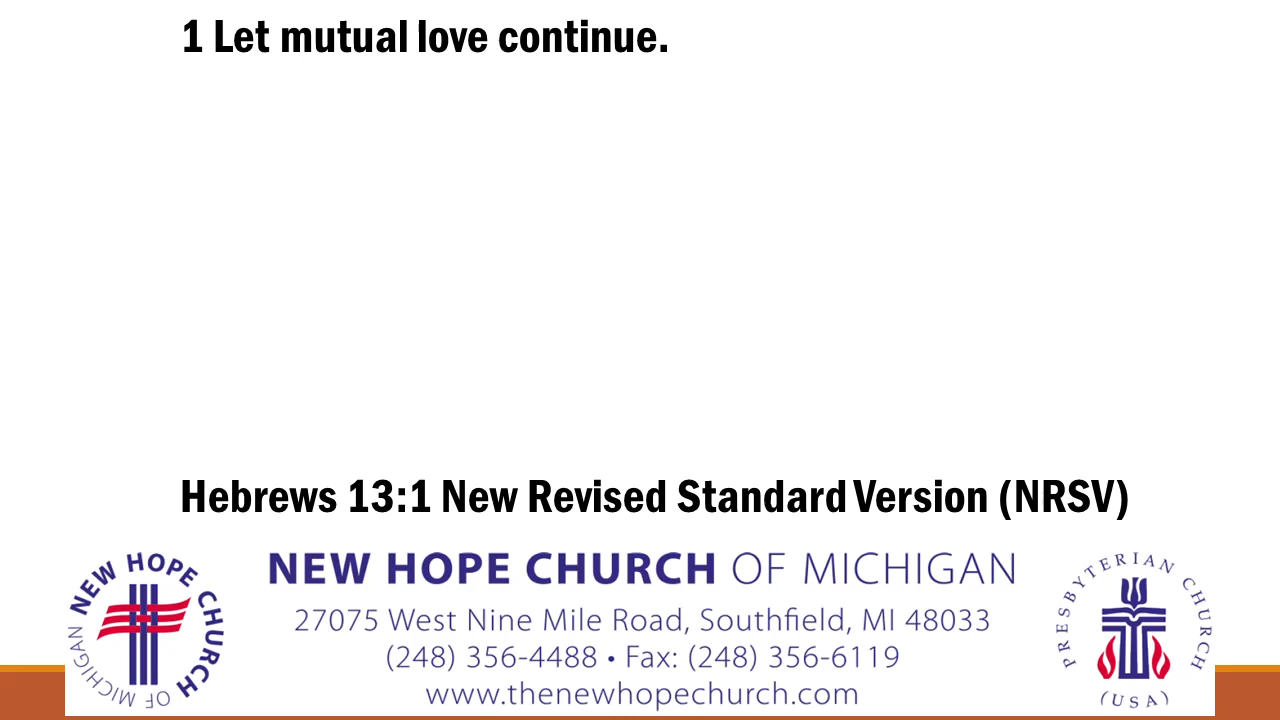 1 Let mutual love continue.
Hebrews 13:1 New Revised Standard Version (NRSV)
NEW HOPE CHURCH OF MICHIGAN
27075 West Nine Mile Road, Southfield, MI 48033
(248) 356-4488 • Fax: (248) 356-6119
www.thenewhopechurch.com
NEW HOPE CHURCH OF MICHIGAN
PRESBYTERIAN CHURCH
(USA)